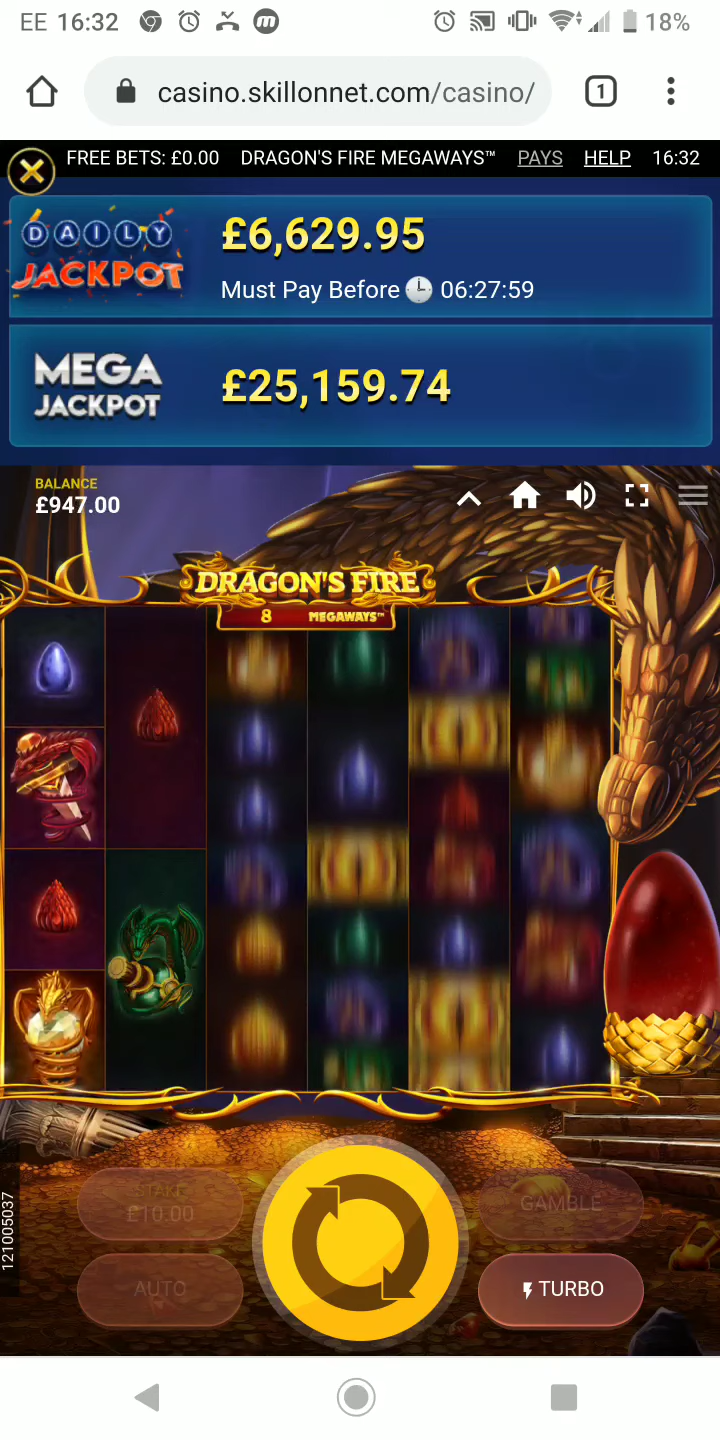 EE 16:32 18%
casino.skillonnet.com/casino/ 1
FREE BETS: £0.00 DRAGON'S FIRE MEGAWAYS™ PAYS HELP 16:32
DAILY
JACKPOT
£6,629.95
Must Pay Before 06:27:59
MEGA
JACKPOT
£25,159.74
BALANCE
£947.00
DRAGON'S FIRE
8 MEGAWAYS™
STAKE
£10.00
GAMBLE
AUTO
TURBO
121005037